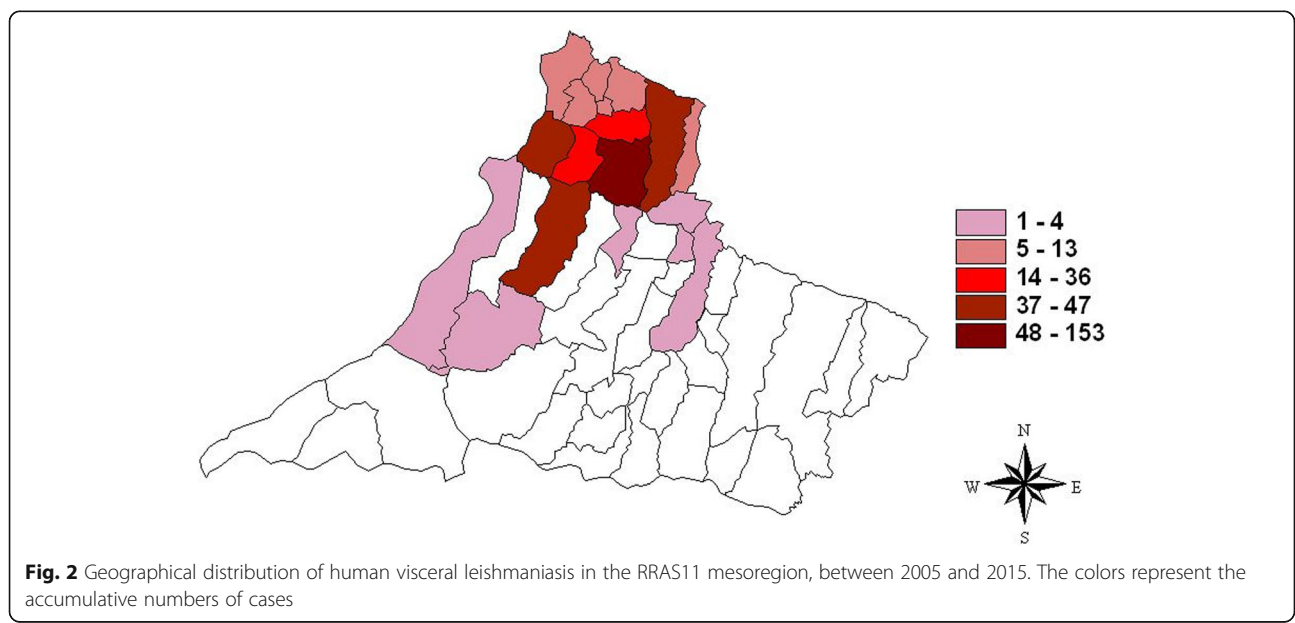 1 - 4
5 - 13
14 - 36
37 - 47
48 - 153
N
W E
S
Fig. 2 Geographical distribution of human visceral leishmaniasis in the RRAS11 mesoregion, between 2005 and 2015. The colors represent the
accumulative numbers of cases